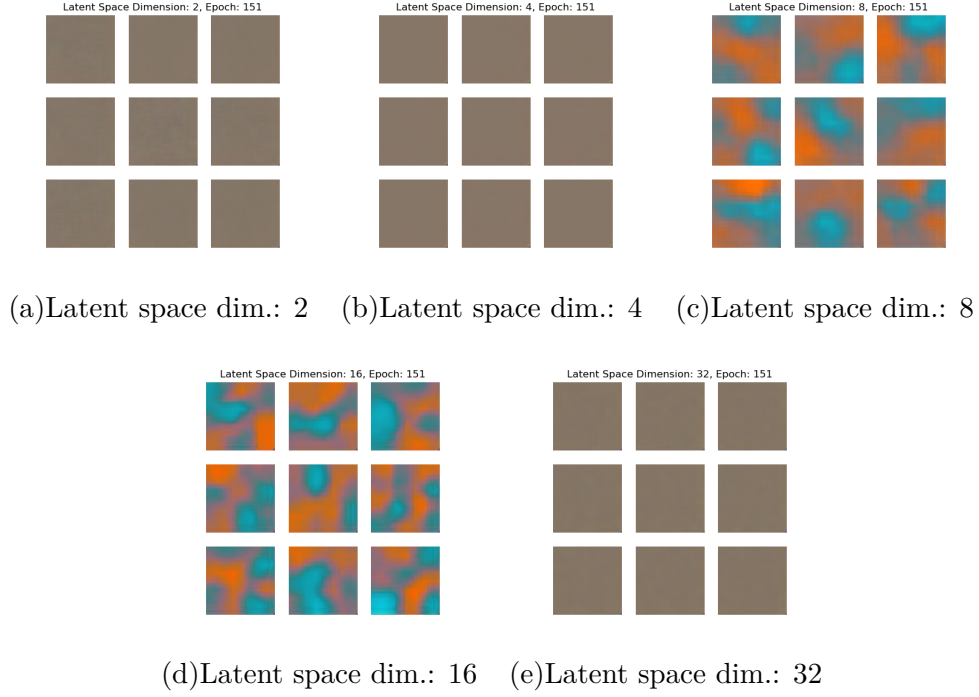 Latent Space Dimension: 2, Epoch: 151
Latent Space Dimension: 4, Epoch: 151
Latent Space Dimension: 8, Epoch: 151
(a)Latent space dim.: 2
(b)Latent space dim.: 4
(c)Latent space dim.: 8
Latent Space Dimension: 16, Epoch: 151
Latent Space Dimension: 32, Epoch: 151
(d)Latent space dim.: 16
(e)Latent space dim.: 32